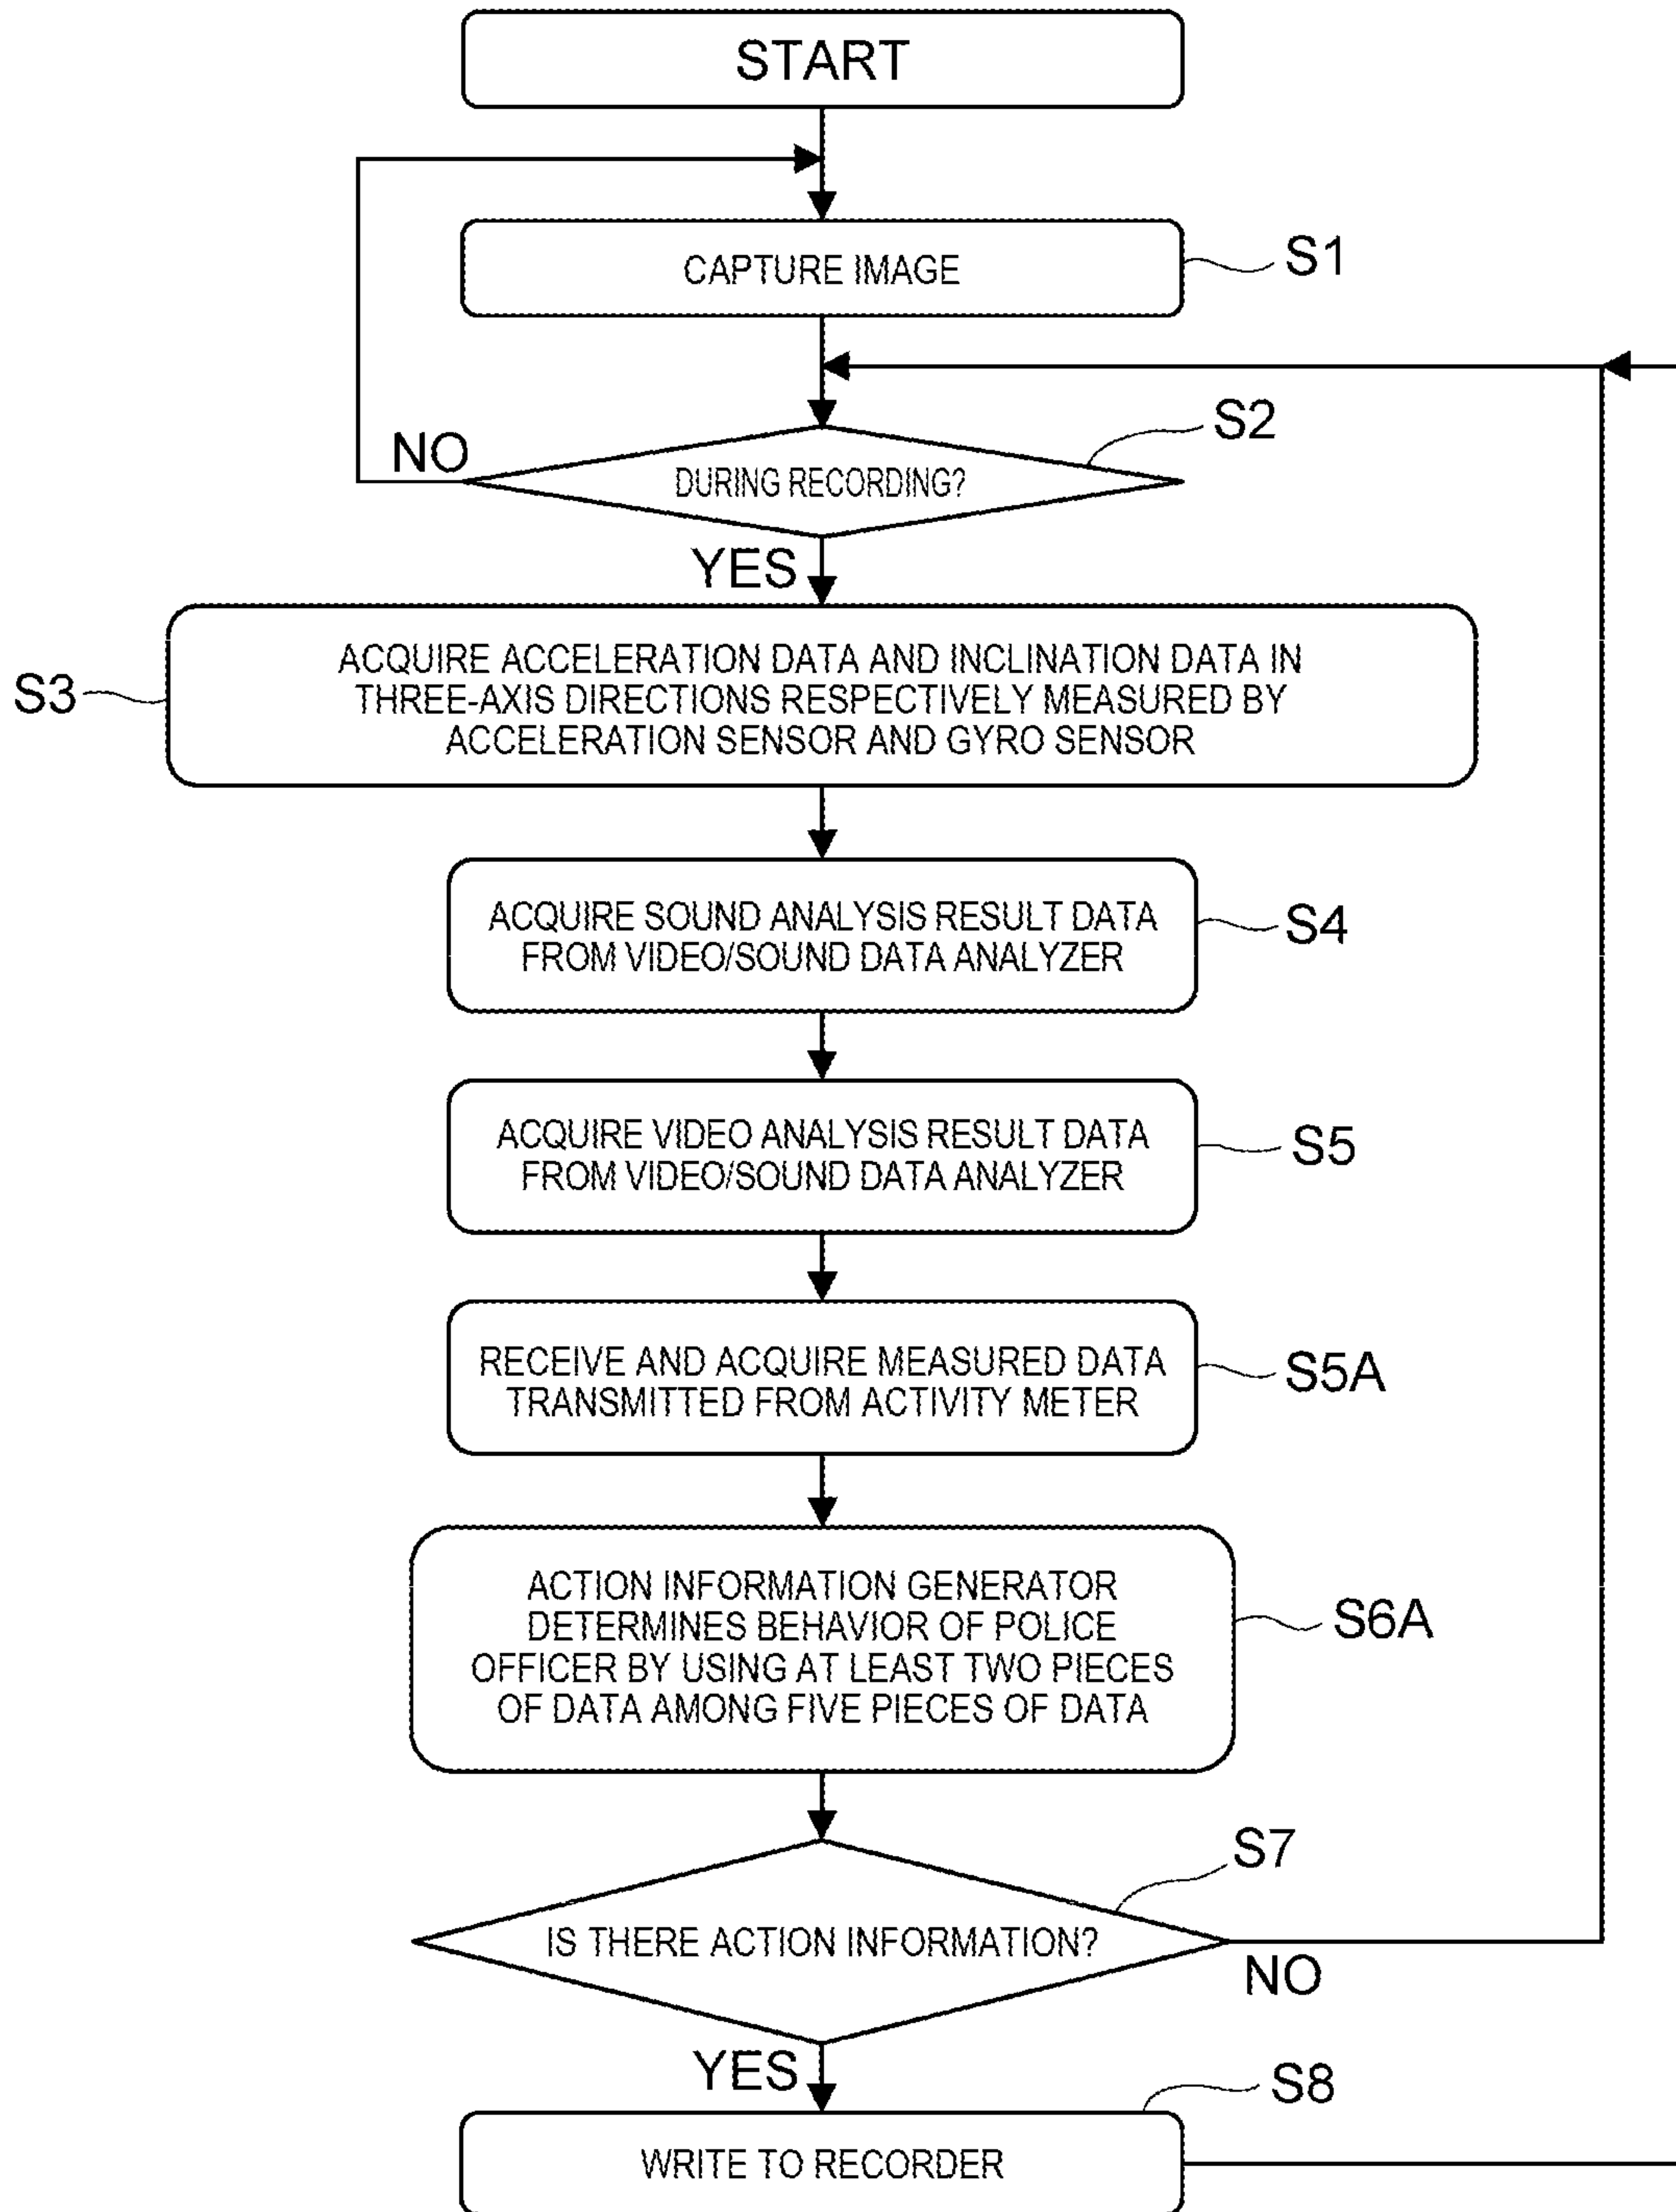 START
CAPTURE IMAGE
S1
S2
NO
DURING RECORDING?
YES
S3
ACQUIRE ACCELERATION DATA AND INCLINATION DATA IN
THREE-AXIS DIRECTIONS RESPECTIVELY MEASURED BY
ACCELERATION SENSOR AND GYRO SENSOR
ACQUIRE SOUND ANALYSIS RESULT DATA
FROM VIDEO/SOUND DATA ANALYZER
S4
ACQUIRE VIDEO ANALYSIS RESULT DATA
FROM VIDEO/SOUND DATA ANALYZER
S5
RECEIVE AND ACQUIRE MEASURED DATA
TRANSMITTED FROM ACTIVITY METER
S5A
ACTION INFORMATION GENERATOR
DETERMINES BEHAVIOR OF POLICE
OFFICER BY USING AT LEAST TWO PIECES
OF DATA AMONG FIVE PIECES OF DATA
S6A
S7
IS THERE ACTION INFORMATION?
NO
YES
S8
WRITE TO RECORDER